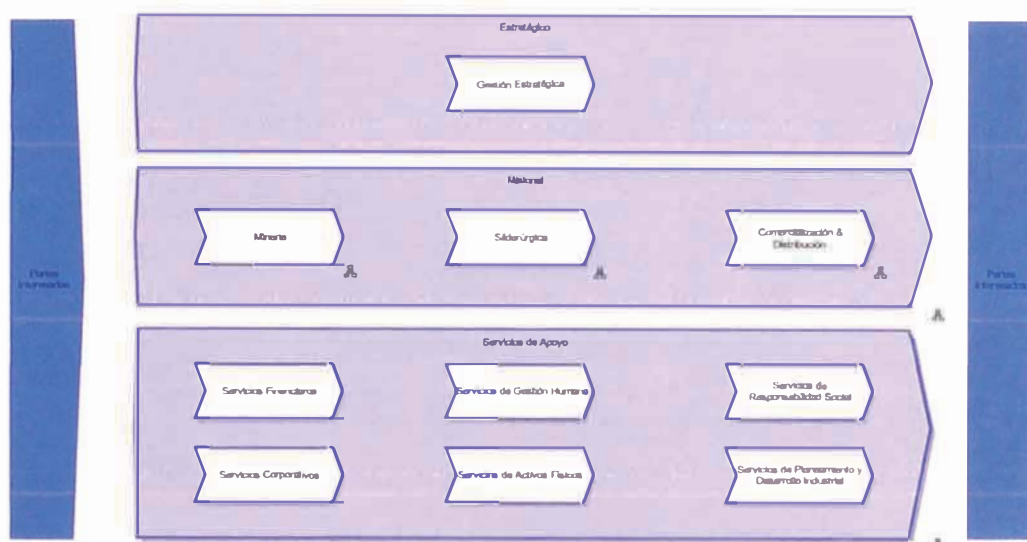 Estratégico
Gestión Estratégica
Misional
Minería
Siderúrgica
Comercialización &
Distribución
Partes
Interesadas
Partes
Interesadas
Servicios de Apoyo
Servicios Financieros
Servicios de Gestión Humana
Servicios de
Responsabilidad Social
Servicios Corporativos
Servicios de Activos Físicos
Servicios de Planeamiento y
Desarrollo Industrial